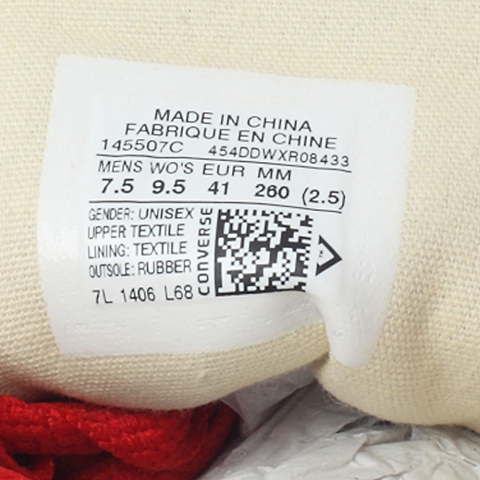 MADE IN CHINA
FABRIQUE EN CHINE
145507C 454DDWXR08433
MENS WO'S EUR MM
7.5 9.5 41 260 (2.5)
GENDER: UNISEX
UPPER TEXTILE
LINING: TEXTILE
OUTSOLE: RUBBER
7L 1406 L68
CONVERSE